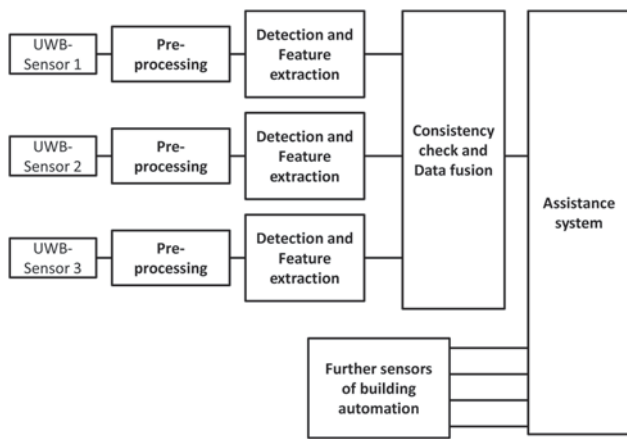 UWB-
Sensor 1
Pre-
processing
Detection and
Feature
extraction
UWB-
Sensor 2
Pre-
processing
Detection and
Feature
extraction
UWB-
Sensor 3
Pre-
processing
Detection and
Feature
extraction
Consistency
check and
Data fusion
Assistance
system
Further sensors
of building
automation